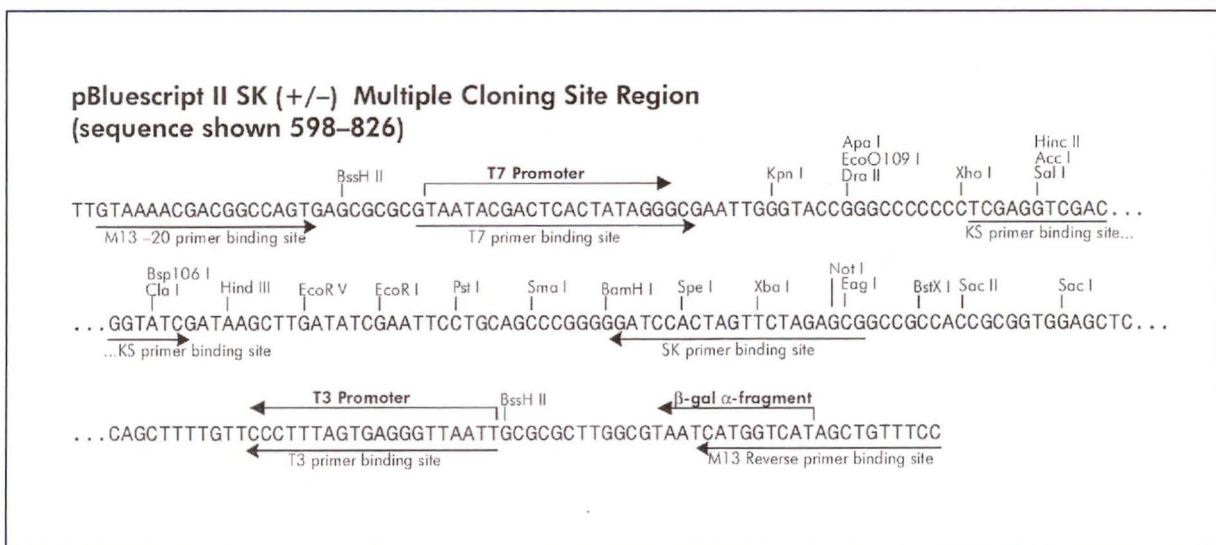 pBluescript II SK (+/–) Multiple Cloning Site Region
(sequence shown 598–826)
Apa I Hinc II
BssH II T7 Promoter Kpn I EcoO109 I Xho I Acc I
Dra II Sal I
TTGTAAAACGACGGCCAGTGAGCGCGCGTAATACGACTCACTATAGGGCGAATTGGGTACCGGGCCCCCCCTCGAGGTCGAC...
M13 –20 primer binding site T7 primer binding site KS primer binding site...
Bsp106 I Not I
Cla I Hind III EcoR V EcoR I Pst I Sma I BamH I Spe I Xba I Eag I BstX I Sac II Sac I
...GGTATCGATAAGCTTGATATCGAATTCCTGCAGCCCGGGGGATCCACTAGTTCTAGAGCGGCCGCCACCGCGGTGGAGCTC...
...KS primer binding site SK primer binding site
T3 Promoter BssH II β-gal α-fragment
...CAGCTTTTGTTCCCTTTAGTGAGGGTTAATTGCGCGCTTGGCGTAATCATGGTCATAGCTGTTTCC
T3 primer binding site M13 Reverse primer binding site